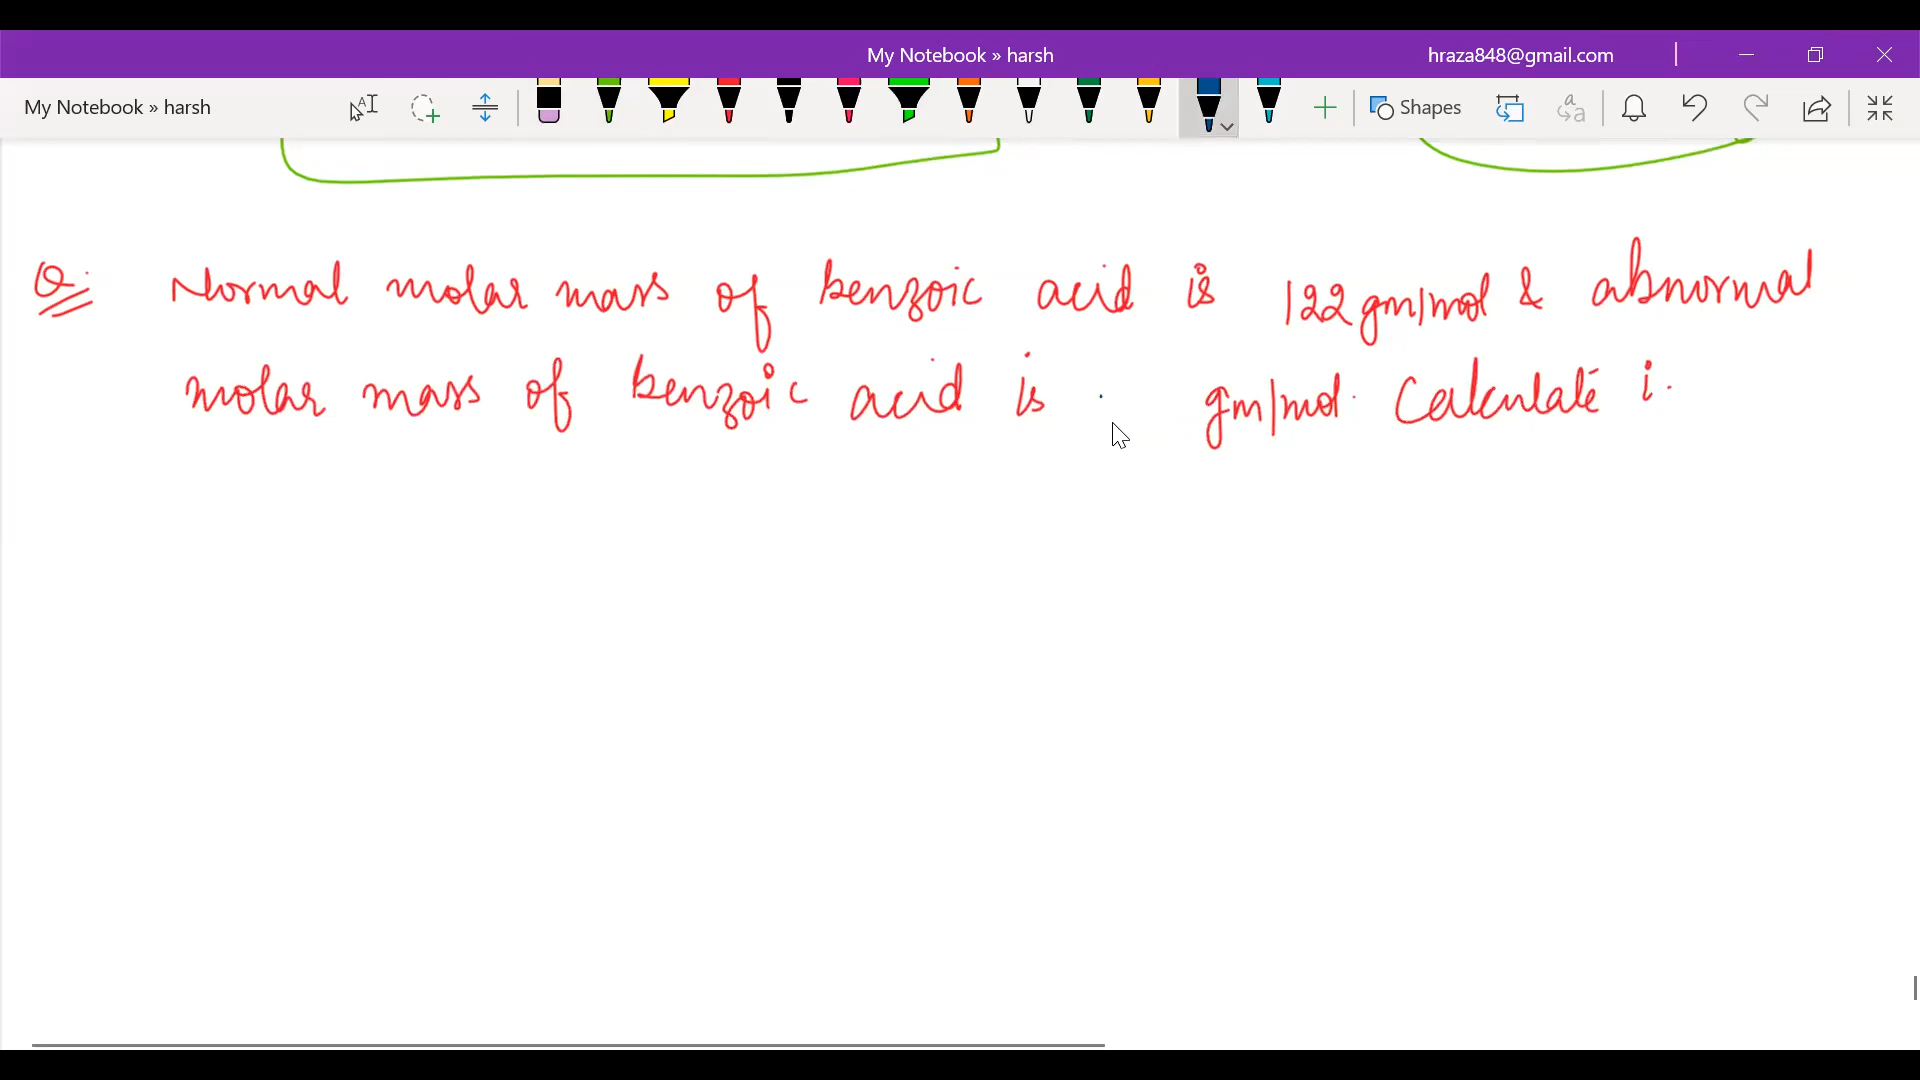 My Notebook » harsh
hraza848@gmail.com
My Notebook » harsh
Shapes
Q. Normal molar mass of benzoic acid is 122 gm/mol & abnormal
molar mass of benzoic acid is gm/mol. Calculate i.